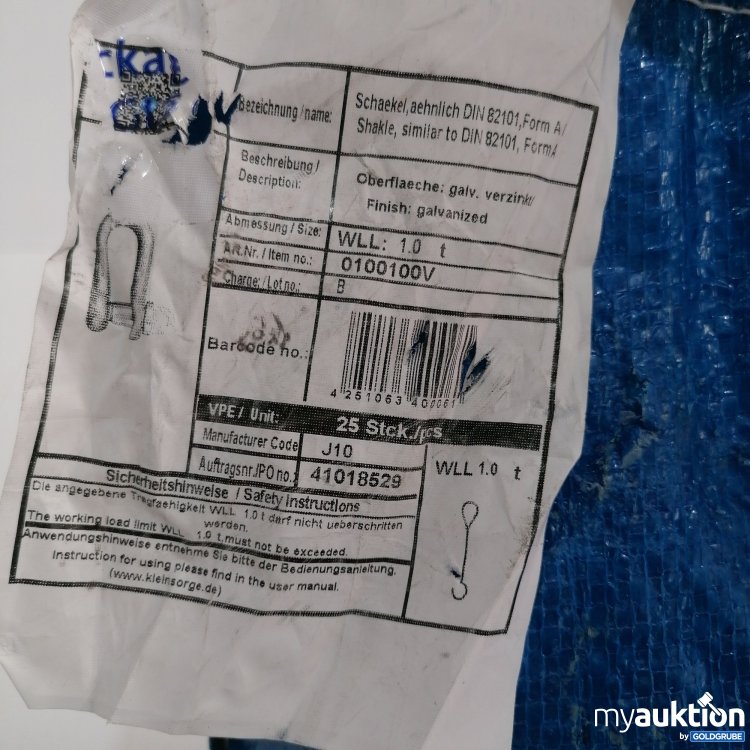 Bezeichnung / name:
Schaekel, aehnlich DIN 82101, Form A/
Shakle, similar to DIN 82101, Form A
Beschreibung /
Description:
Oberflaeche: galv. verzinkt/
Finish: galvanized
Abmessung / Size:
WLL: 1.0 t
AR.Nr. / Item no.:
0100100V
Charge: / Lot no.:
B
Barcode no.:
4 251063
VPE / Unit:
25 Stck./pcs
Manufacturer Code
J10
Auftragsnr./PO no.:
41018529
WLL 1.0 t
Sicherheitshinweise / Safety instructions
Die angegebene Tragfaehigkeit WLL 1.0 t darf nicht ueberschritten
werden.
The working load limit WLL 1.0 t must not be exceeded.
Anwendungshinweise entnehme Sie bitte der Bedienungsanleitung.
Instruction for using please find in the user manual.
(www.kleinsorge.de)
myauktion
by GOLDGRUBE